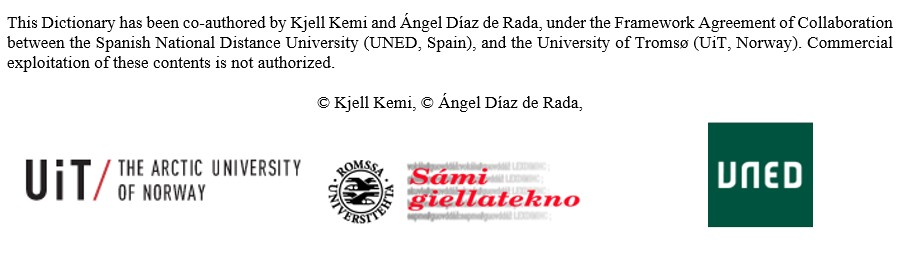 This Dictionary has been co-authored by Kjell Kemi and Ángel Díaz de Rada, under the Framework Agreement of Collaboration
between the Spanish National Distance University (UNED, Spain), and the University of Tromsø (UiT, Norway). Commercial
exploitation of these contents is not authorized.
© Kjell Kemi, © Ángel Díaz de Rada,
UiT / THE ARCTIC UNIVERSITY
OF NORWAY
ROMSSA
UNIVERSITEHTA
Sámi
giellatekno
UNED